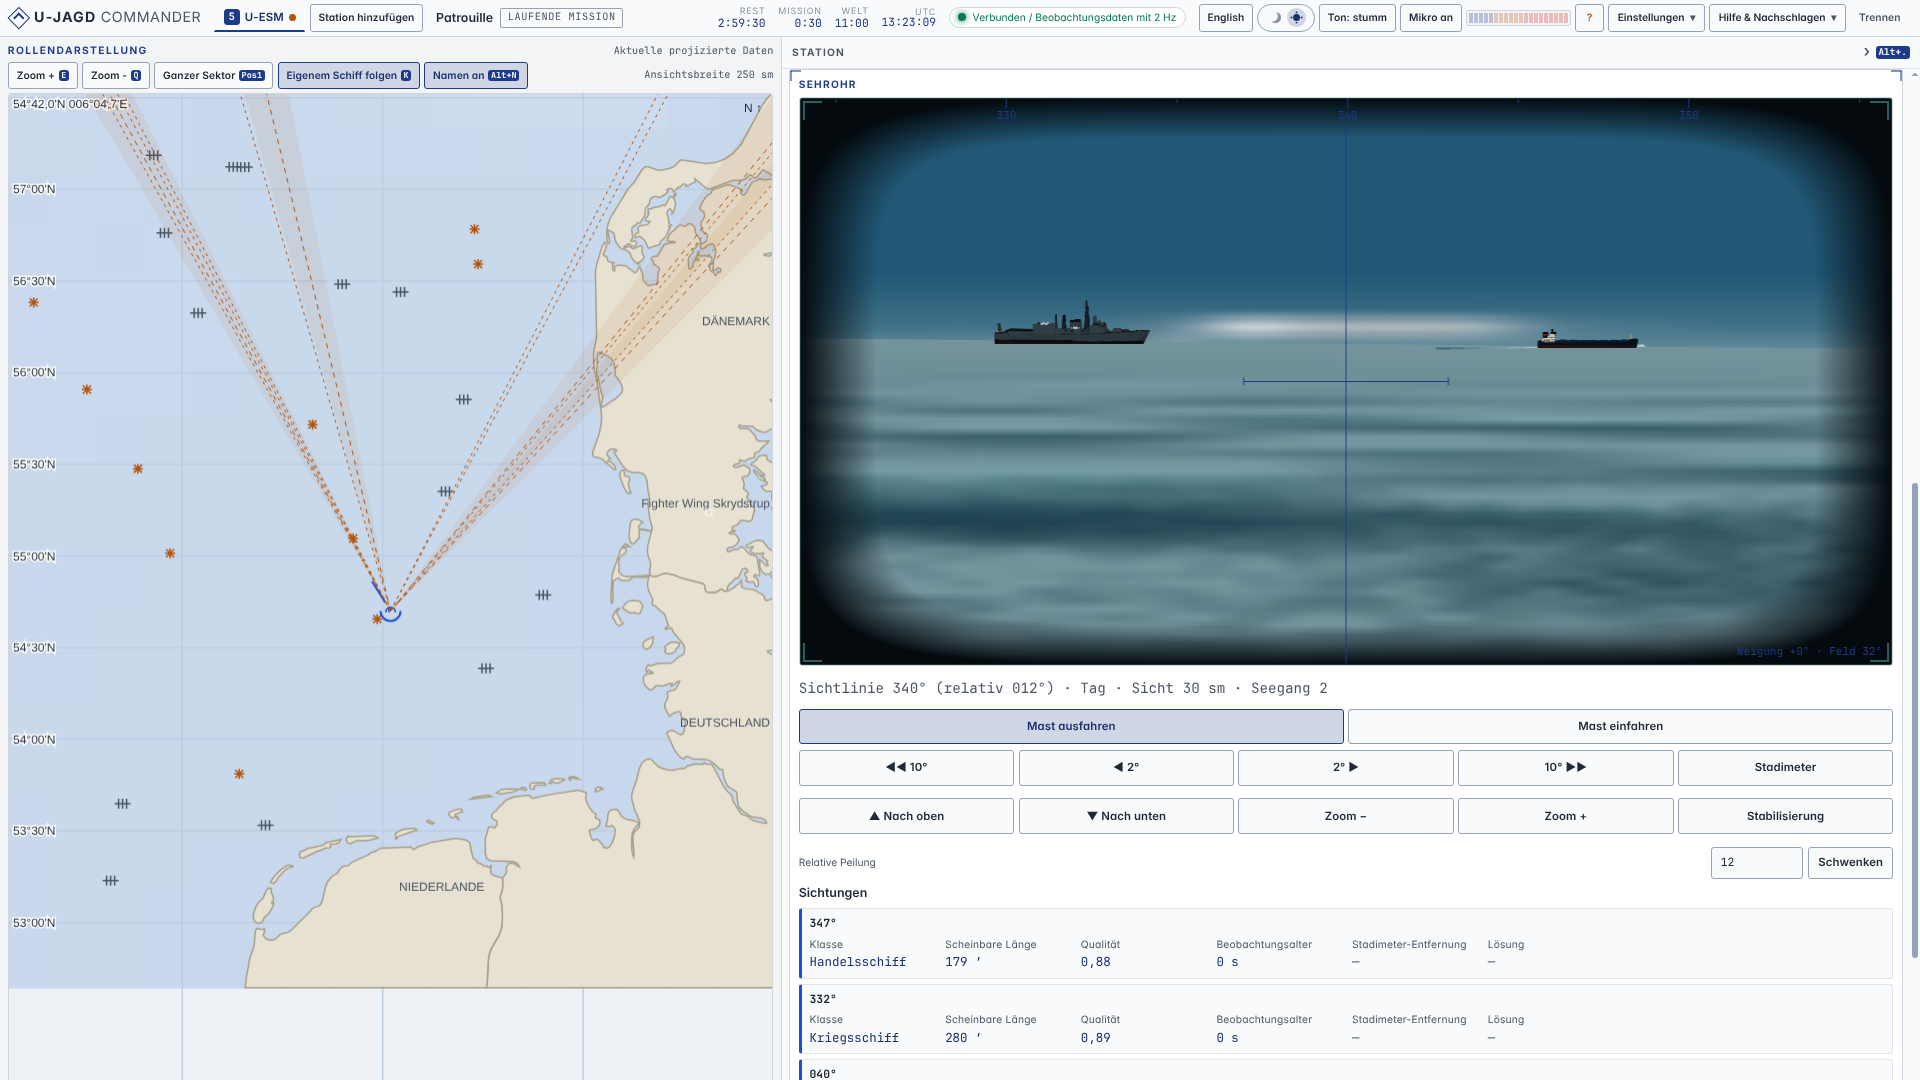 U-JAGD COMMANDER
5 U-ESM
Station hinzufügen
Patrouille
LAUFENDE MISSION
REST
2:59:30
MISSION
0:30
WELT
11:00
UTC
13:23:09
Verbunden / Beobachtungsdaten mit 2 Hz
English
Ton: stumm
Mikro an
?
Einstellungen ▾
Hilfe & Nachschlagen ▾
Trennen
ROLLENDARSTELLUNG
Aktuelle projizierte Daten
Zoom + E
Zoom - Q
Ganzer Sektor Pos1
Eigenem Schiff folgen K
Namen an Alt+N
Ansichtsbreite 250 sm
54°42,0'N 006°04,7'E
N ↑
57°00'N
56°30'N
56°00'N
55°30'N
55°00'N
54°30'N
54°00'N
53°30'N
53°00'N
DÄNEMARK
Fighter Wing Skrydstrup
DEUTSCHLAND
NIEDERLANDE
STATION
› Alt+.
SEHROHR
330
340
350
Neigung +0° · Feld 32°
Sichtlinie 340° (relativ 012°) · Tag · Sicht 30 sm · Seegang 2
Mast ausfahren
Mast einfahren
◀◀ 10°
◀ 2°
2° ▶
10° ▶▶
Stadimeter
▲ Nach oben
▼ Nach unten
Zoom −
Zoom +
Stabilisierung
Relative Peilung
12
Schwenken
Sichtungen
347°
Klasse Scheinbare Länge Qualität Beobachtungsalter Stadimeter-Entfernung Lösung
Handelsschiff 179 ′ 0,88 0 s — —
332°
Klasse Scheinbare Länge Qualität Beobachtungsalter Stadimeter-Entfernung Lösung
Kriegsschiff 280 ′ 0,89 0 s — —
040°